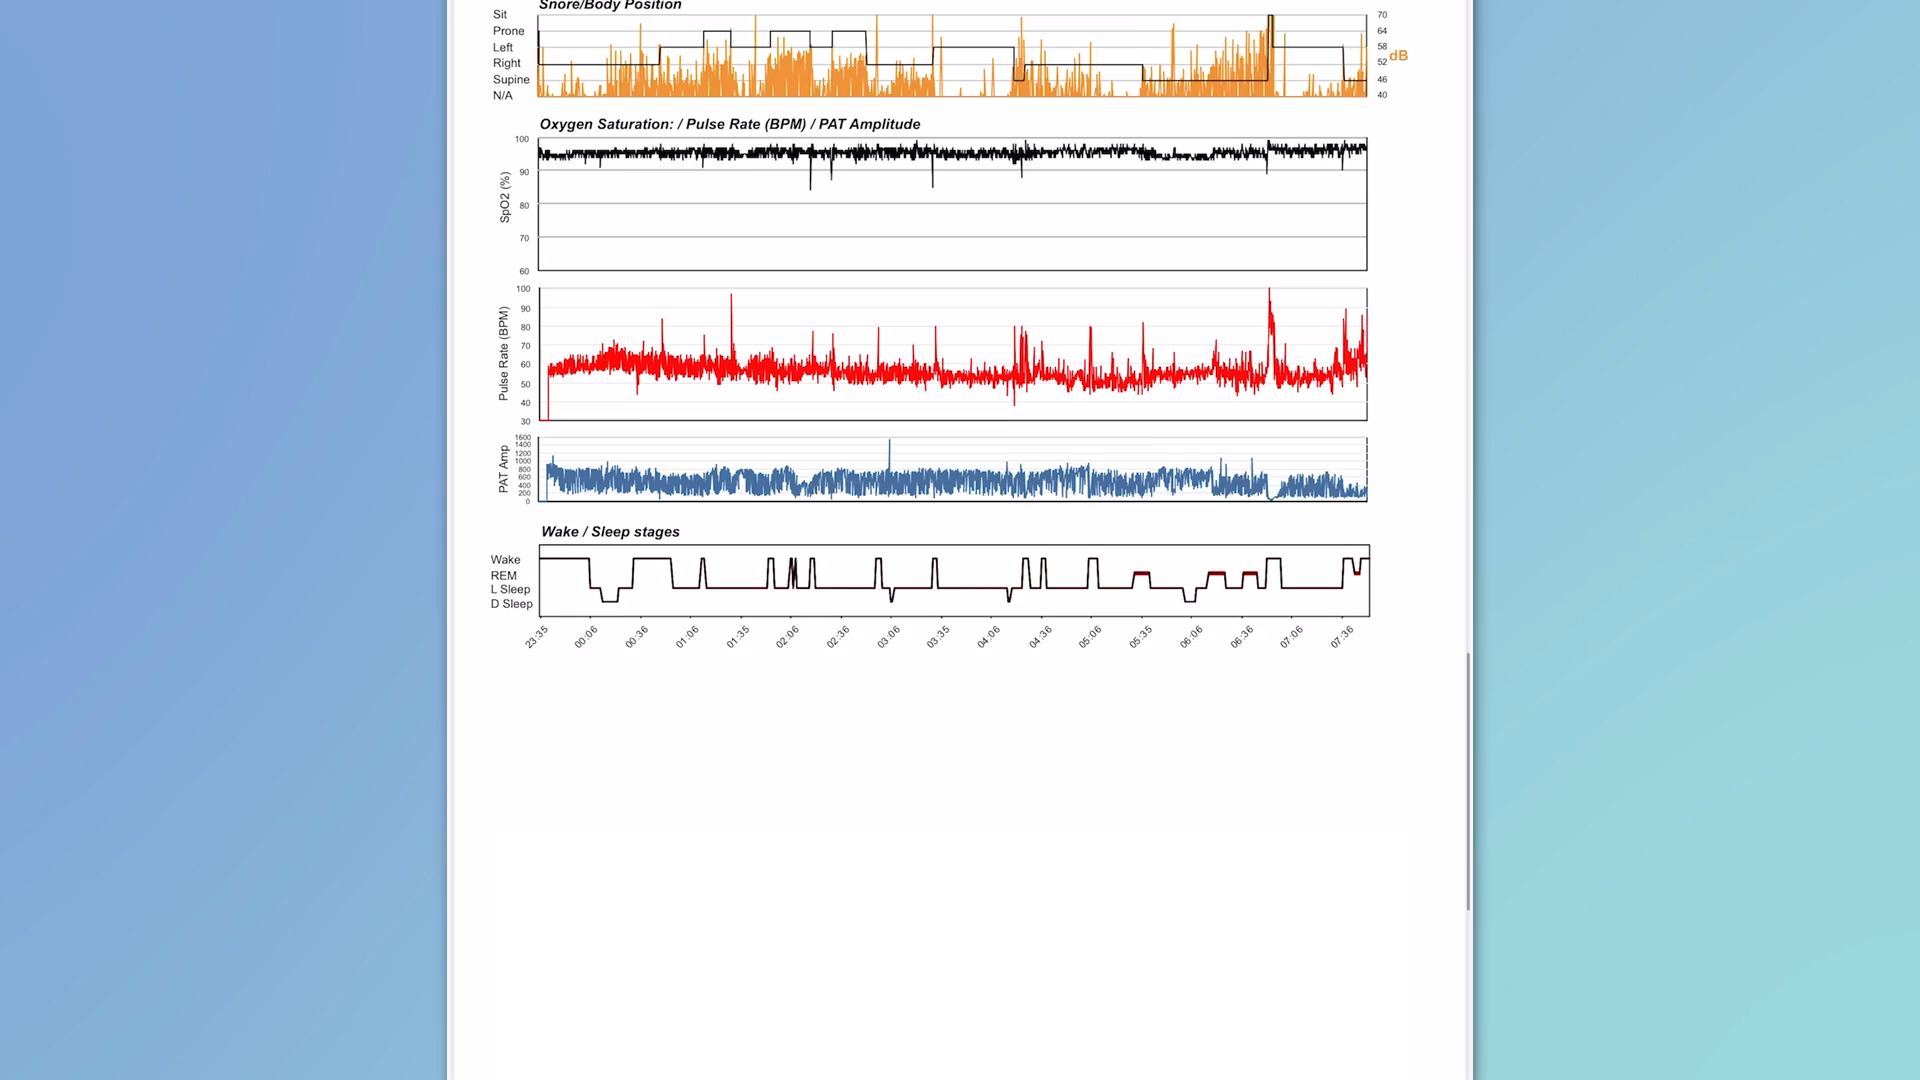 Snore/Body Position
Sit 70
Prone 64
Left 58
Right 52 dB
Supine 46
N/A 40
Oxygen Saturation: / Pulse Rate (BPM) / PAT Amplitude
SpO2 (%)
100
90
80
70
60
Pulse Rate (BPM)
100
90
80
70
60
50
40
30
PAT Amp
1600
1400
1200
1000
800
600
400
200
0
Wake / Sleep stages
Wake
REM
L Sleep
D Sleep
23:35 00:06 00:36 01:06 01:35 02:06 02:36 03:06 03:35 04:06 04:36 05:06 05:35 06:06 06:36 07:06 07:36